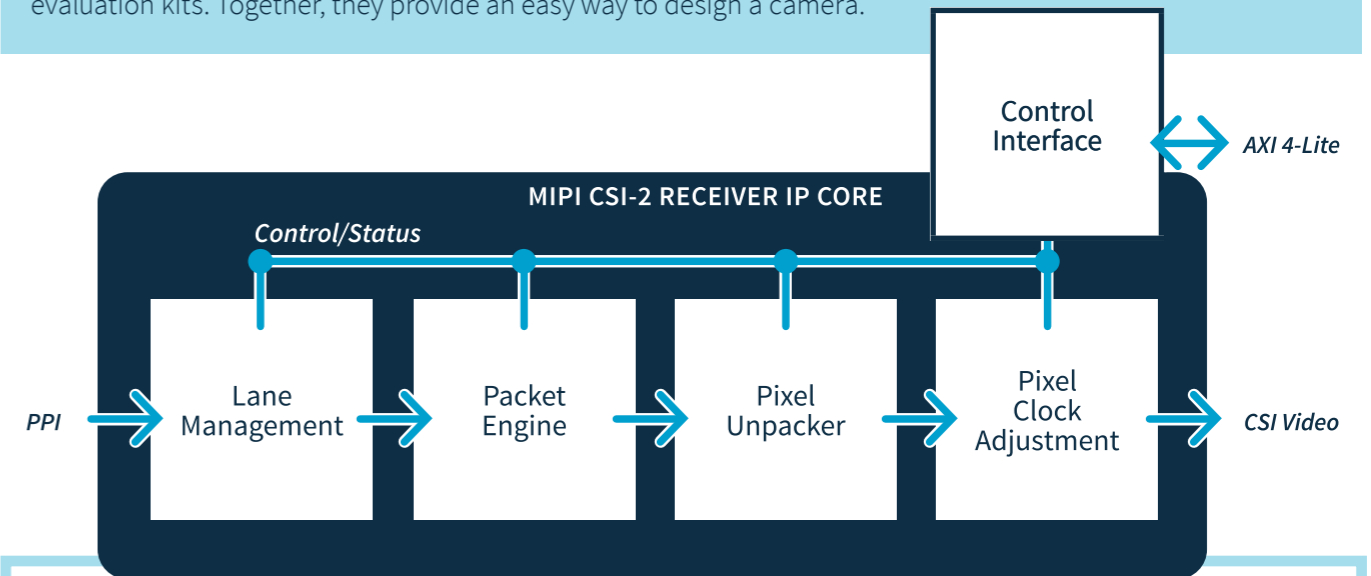 evaluation kits. Together, they provide an easy way to design a camera.
Control
Interface
AXI 4-Lite
MIPI CSI-2 RECEIVER IP CORE
Control/Status
PPI
Lane
Management
Packet
Engine
Pixel
Unpacker
Pixel
Clock
Adjustment
CSI Video